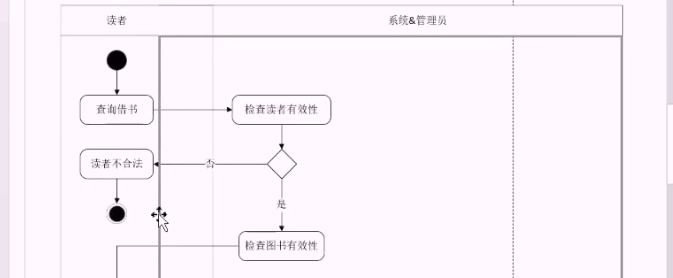 读者
系统&管理员
查询借书
检查读者有效性
读者不合法
否
是
检查图书有效性